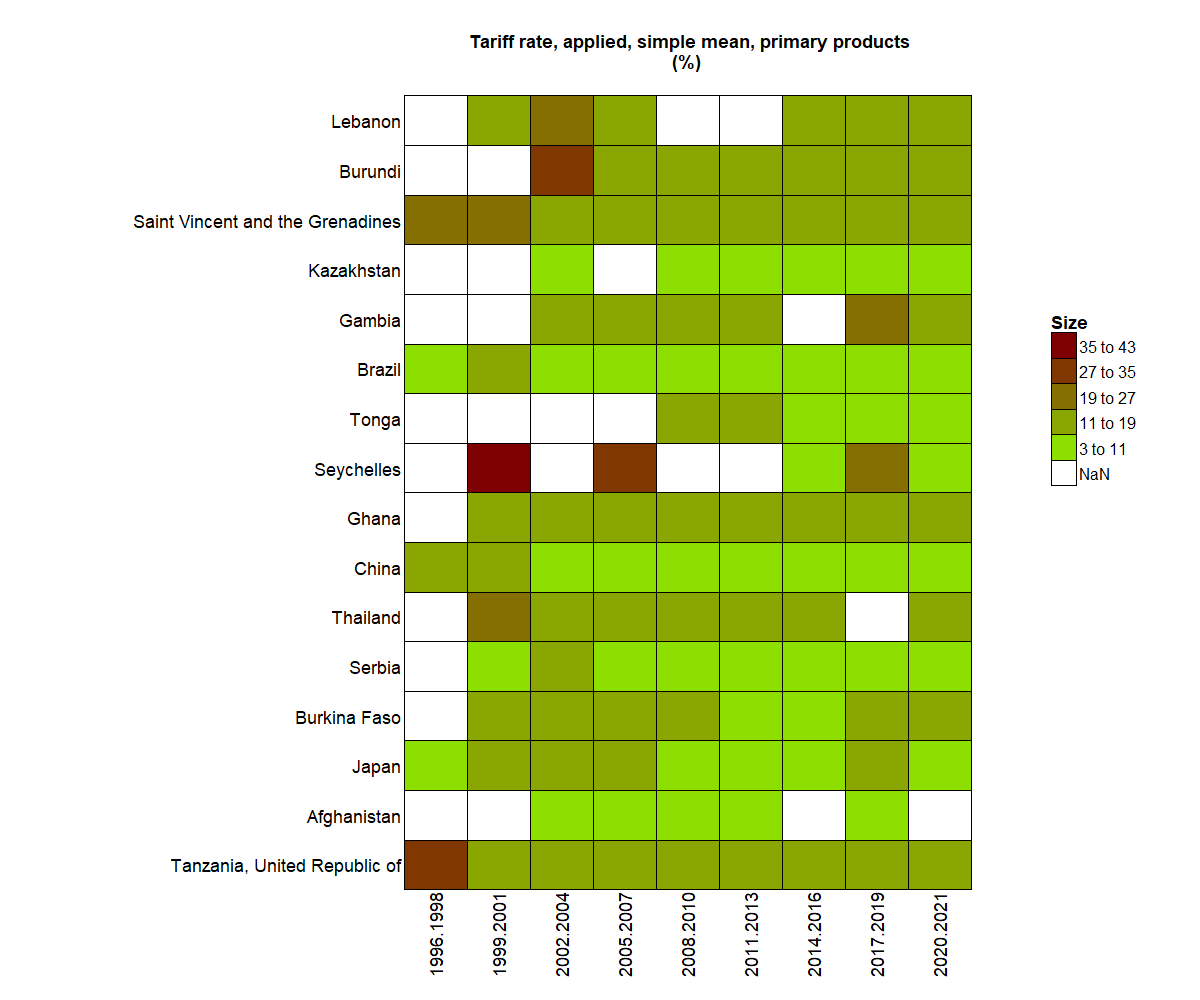 Tariff rate, applied, simple mean, primary products
(%)
Lebanon
Burundi
Saint Vincent and the Grenadines
Kazakhstan
Gambia
Brazil
Tonga
Seychelles
Ghana
China
Thailand
Serbia
Burkina Faso
Japan
Afghanistan
Tanzania, United Republic of
1996.1998
1999.2001
2002.2004
2005.2007
2008.2010
2011.2013
2014.2016
2017.2019
2020.2021
Size
35 to 43
27 to 35
19 to 27
11 to 19
3 to 11
NaN